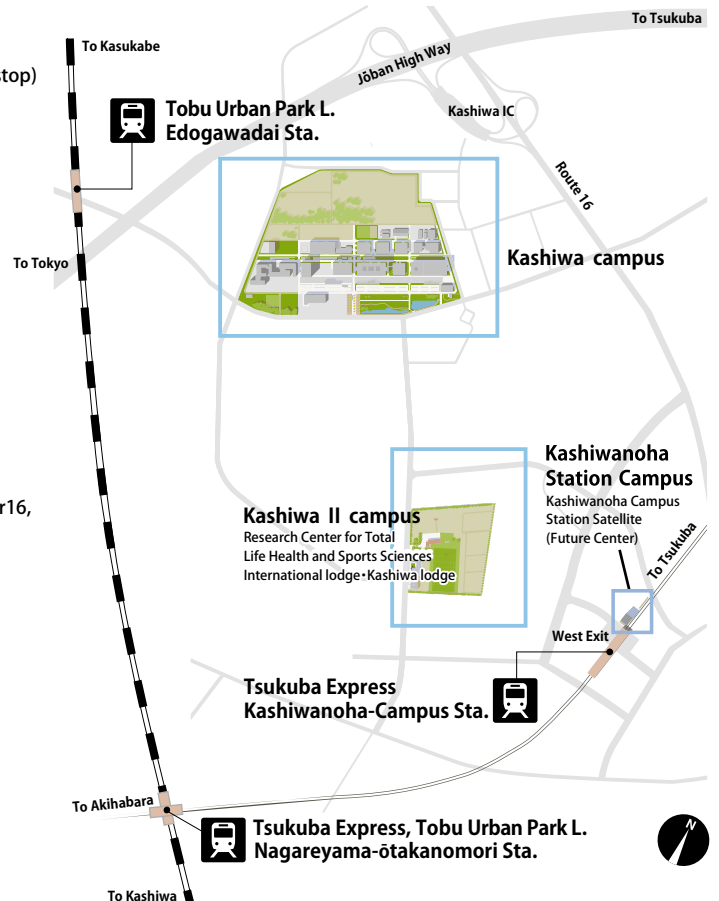 To Tsukuba
To Kasukabe
Jōban High Way
stop)
Tobu Urban Park L.
Edogawadai Sta.
Kashiwa IC
Route 16
To Tokyo
Kashiwa campus
Kashiwanoha
Station Campus
Kashiwanoha Campus
Station Satellite
(Future Center)
r16,
Kashiwa II campus
Research Center for Total
Life Health and Sports Sciences
International lodge・Kashiwa lodge
To Tsukuba
West Exit
Tsukuba Express
Kashiwanoha-Campus Sta.
To Akihabara
Tsukuba Express, Tobu Urban Park L.
Nagareyama-ōtakanomori Sta.
N
To Kashiwa